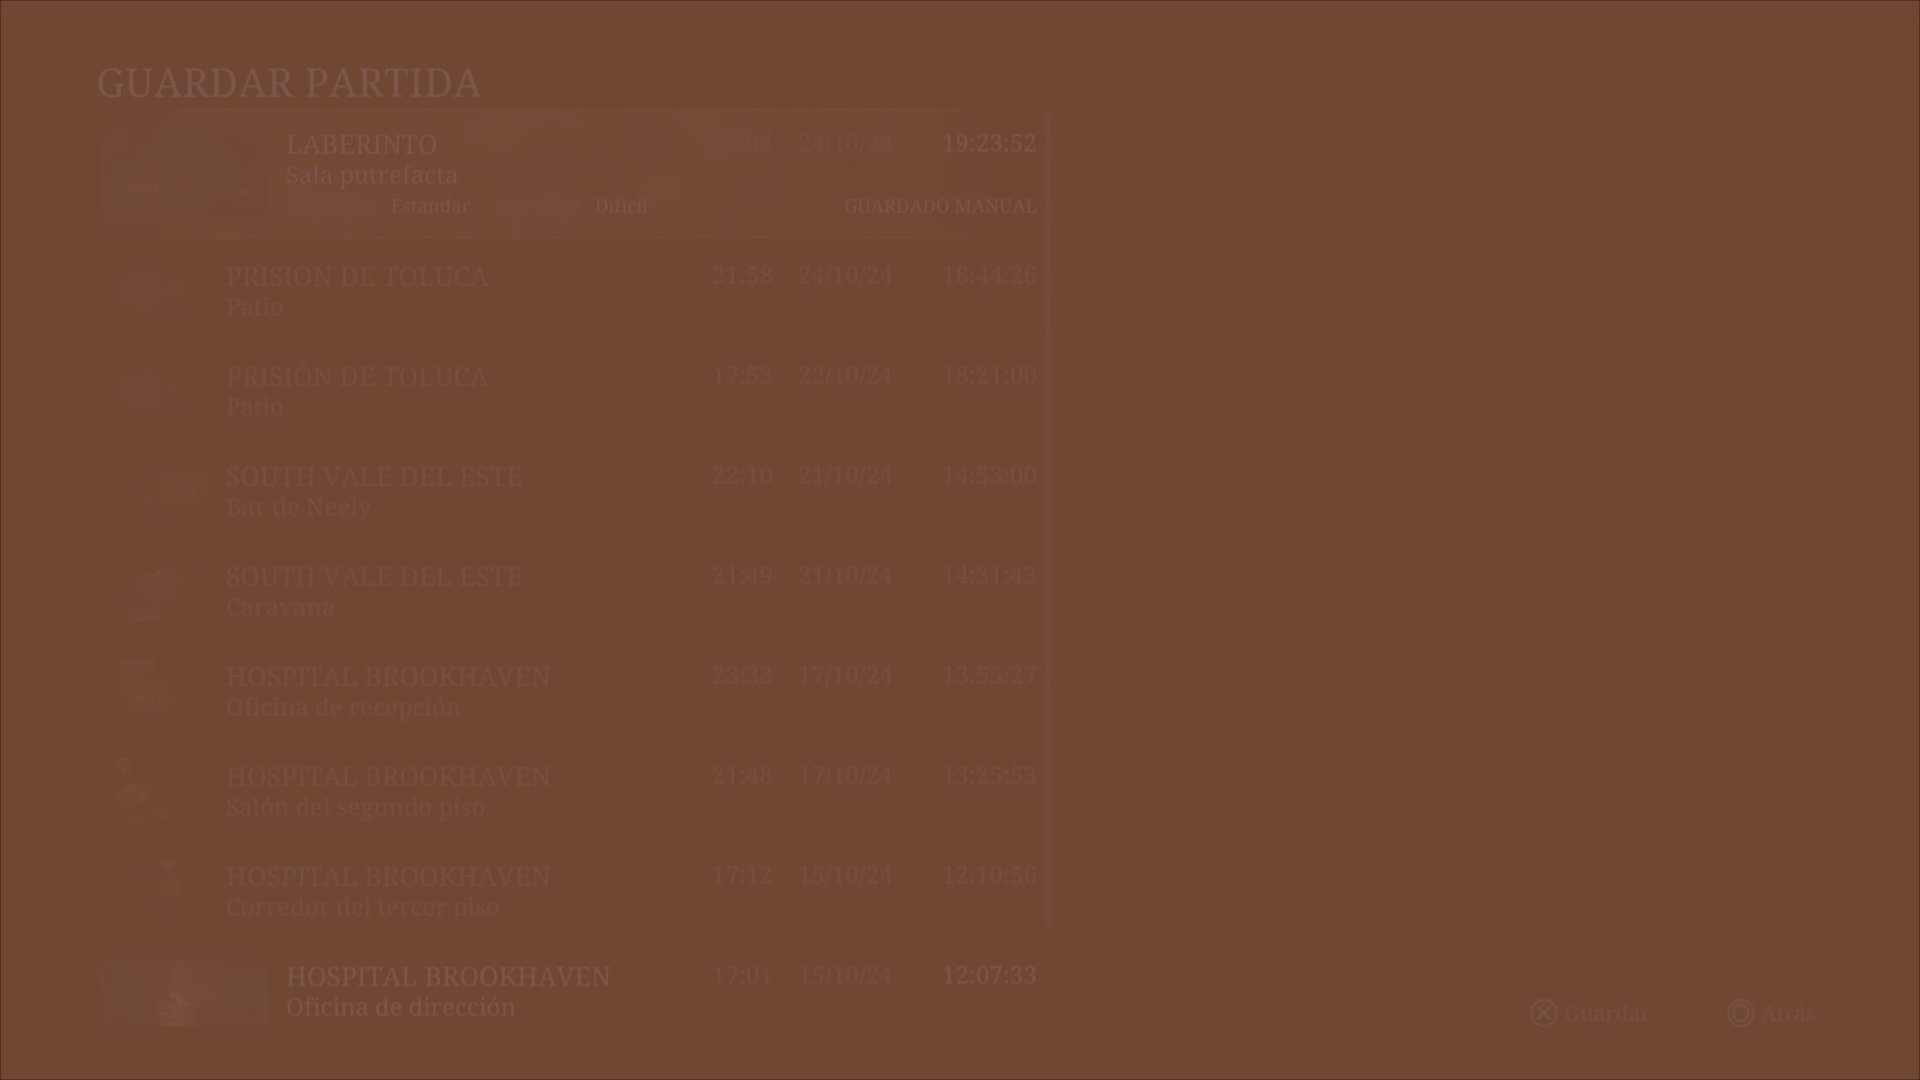 GUARDAR PARTIDA
LABERINTO 24/10/24 19:23:52
Sala putrefacta
Estándar Difícil GUARDADO MANUAL
PRISIÓN DE TOLUCA 21:58 24/10/24 18:44:26
Patio
PRISIÓN DE TOLUCA 17:53 22/10/24 18:21:00
Patio
SOUTH VALE DEL ESTE 22:10 21/10/24 14:53:00
Bar de Neely
SOUTH VALE DEL ESTE 21:49 21/10/24 14:31:43
Caravana
HOSPITAL BROOKHAVEN 23:33 17/10/24 13:55:27
Oficina de recepción
HOSPITAL BROOKHAVEN 21:48 17/10/24 13:25:53
Salón del segundo piso
HOSPITAL BROOKHAVEN 17:12 15/10/24 12:10:56
Corredor del tercer piso
HOSPITAL BROOKHAVEN 17:01 15/10/24 12:07:33
Oficina de dirección
Guardar Atrás